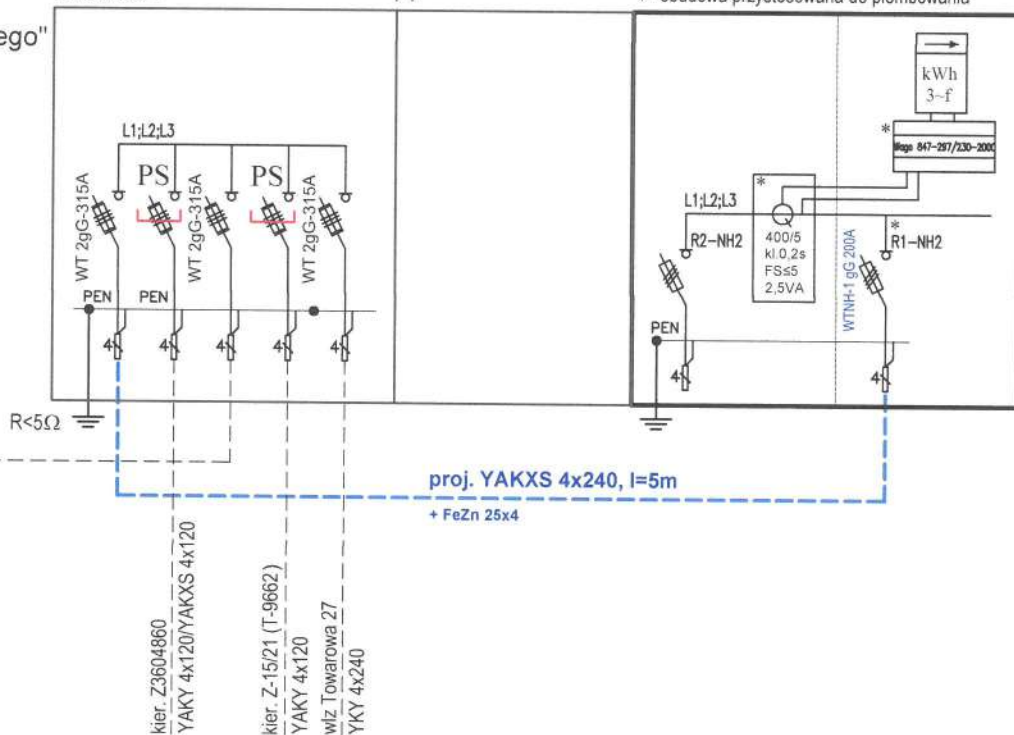 ego"
kWh
3~f
*
Wago 847-297/230-2000
L1;L2;L3
PS
PS
WT 2gG-315A
WT 2gG-315A
WT 2gG-315A
PEN
PEN
4
4
4
4
4
R<5Ω
L1;L2;L3
*
400/5
kl.0,2s
FS≤5
2,5VA
R2-NH2
*
R1-NH2
WTNH-1 gG 200A
PEN
4
4
proj. YAKXS 4x240, l=5m
+ FeZn 25x4
kier. Z3604860
YAKY 4x120/YAKXS 4x120
kier. Z-15/21 (T-9662)
YAKY 4x120
wlz Towarowa 27
YKY 4x240